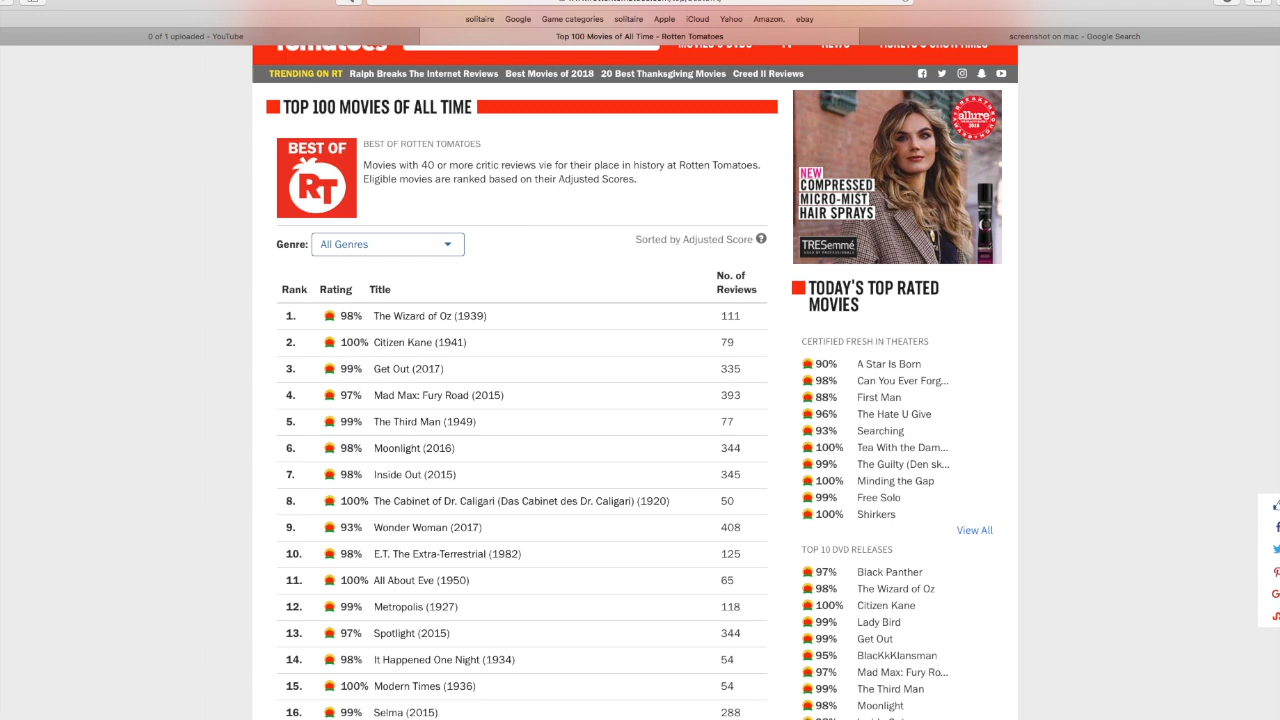 solitaire Google Game categories solitaire Apple iCloud Yahoo Amazon. ebay
0 of 1 uploaded - YouTube
Top 100 Movies of All Time - Rotten Tomatoes
screenshot on mac - Google Search
TRENDING ON RT Ralph Breaks The Internet Reviews Best Movies of 2018 20 Best Thanksgiving Movies Creed II Reviews
TOP 100 MOVIES OF ALL TIME
BEST OF
RT
BEST OF ROTTEN TOMATOES
Movies with 40 or more critic reviews vie for their place in history at Rotten Tomatoes.
Eligible movies are ranked based on their Adjusted Scores.
Genre: All Genres
Sorted by Adjusted Score ?
Rank Rating Title No. of Reviews
1. 98% The Wizard of Oz (1939) 111
2. 100% Citizen Kane (1941) 79
3. 99% Get Out (2017) 335
4. 97% Mad Max: Fury Road (2015) 393
5. 99% The Third Man (1949) 77
6. 98% Moonlight (2016) 344
7. 98% Inside Out (2015) 345
8. 100% The Cabinet of Dr. Caligari (Das Cabinet des Dr. Caligari) (1920) 50
9. 93% Wonder Woman (2017) 408
10. 98% E.T. The Extra-Terrestrial (1982) 125
11. 100% All About Eve (1950) 65
12. 99% Metropolis (1927) 118
13. 97% Spotlight (2015) 344
14. 98% It Happened One Night (1934) 54
15. 100% Modern Times (1936) 54
16. 99% Selma (2015) 288
allure
NEW
COMPRESSED
MICRO-MIST
HAIR SPRAYS
TRESemmé
USED BY PROFESSIONALS
TODAY'S TOP RATED
MOVIES
CERTIFIED FRESH IN THEATERS
90% A Star Is Born
98% Can You Ever Forg...
88% First Man
96% The Hate U Give
93% Searching
100% Tea With the Dam...
99% The Guilty (Den sk...
100% Minding the Gap
99% Free Solo
100% Shirkers
View All
TOP 10 DVD RELEASES
97% Black Panther
98% The Wizard of Oz
100% Citizen Kane
99% Lady Bird
99% Get Out
95% BlacKkKlansman
97% Mad Max: Fury Ro...
99% The Third Man
98% Moonlight